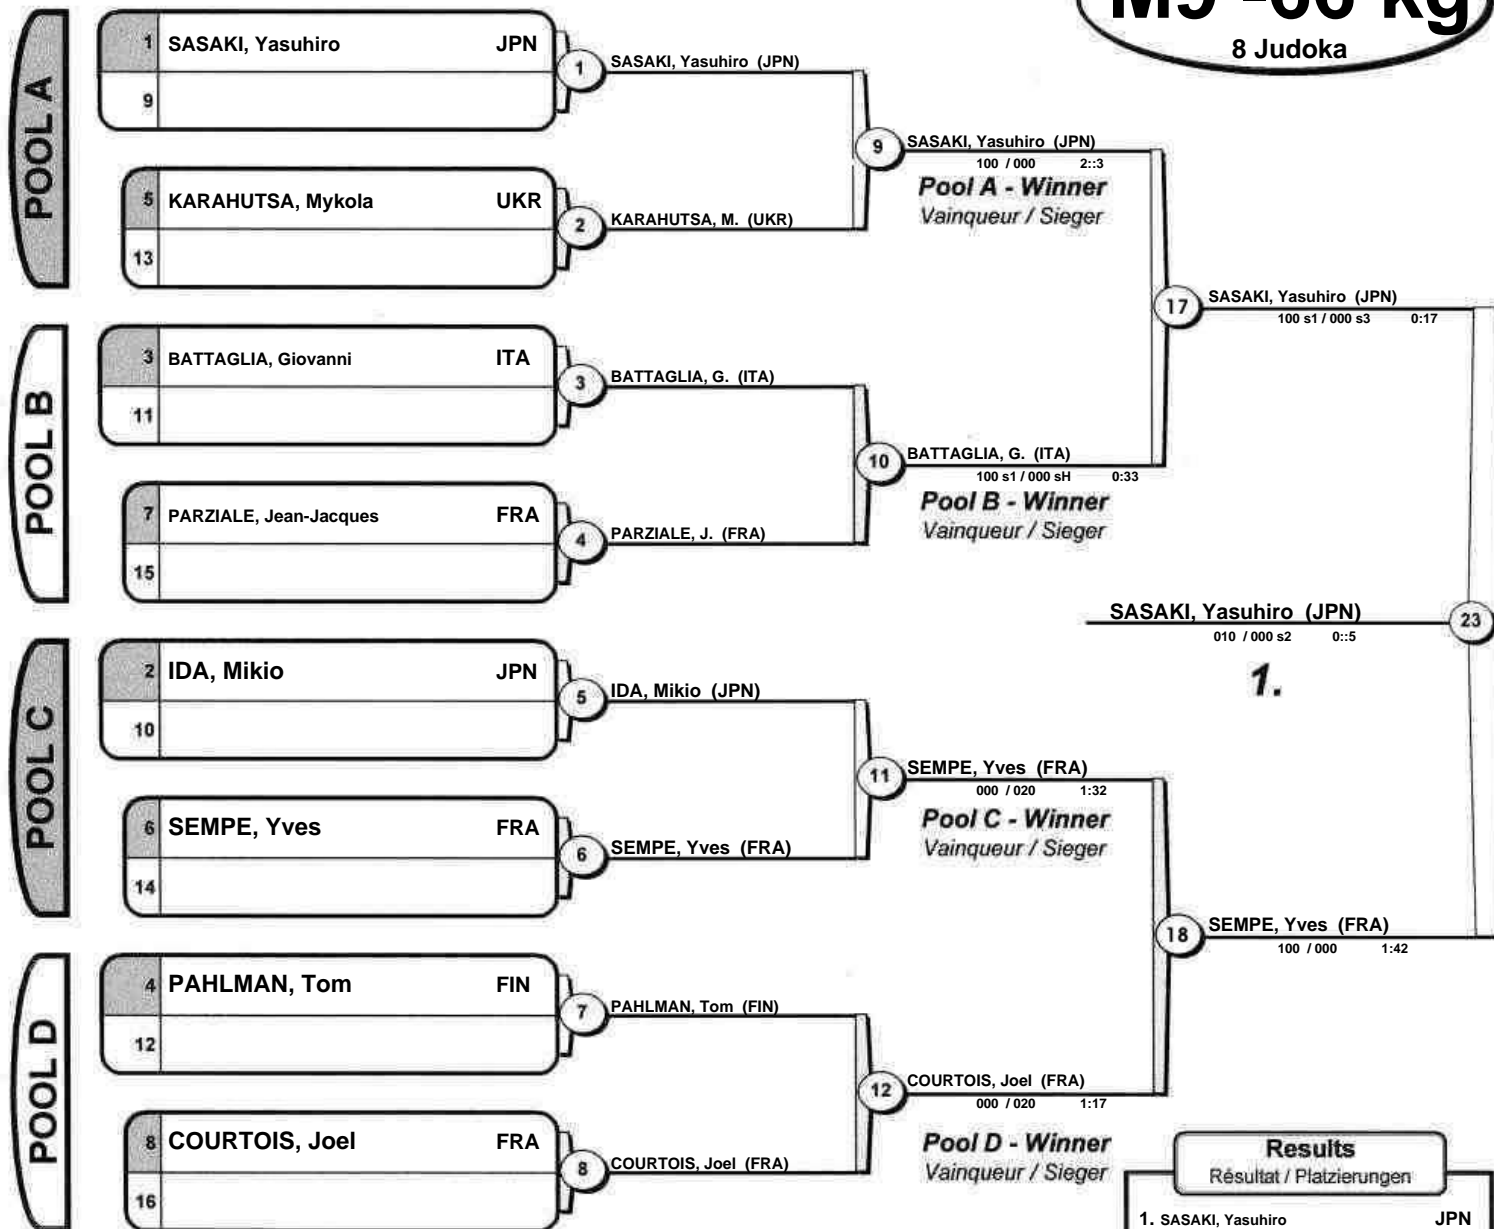 M9 -66 kg
8 Judoka
POOL A
1 SASAKI, Yasuhiro JPN
9
5 KARAHUTSA, Mykola UKR
13
1 SASAKI, Yasuhiro (JPN)
2 KARAHUTSA, M. (UKR)
9 SASAKI, Yasuhiro (JPN)
100 / 000 2::3
Pool A - Winner
Vainqueur / Sieger
POOL B
3 BATTAGLIA, Giovanni ITA
11
7 PARZIALE, Jean-Jacques FRA
15
3 BATTAGLIA, G. (ITA)
4 PARZIALE, J. (FRA)
10 BATTAGLIA, G. (ITA)
100 s1 / 000 sH 0:33
Pool B - Winner
Vainqueur / Sieger
17 SASAKI, Yasuhiro (JPN)
100 s1 / 000 s3 0:17
SASAKI, Yasuhiro (JPN) 23
010 / 000 s2 0::5
1.
POOL C
2 IDA, Mikio JPN
10
6 SEMPE, Yves FRA
14
5 IDA, Mikio (JPN)
6 SEMPE, Yves (FRA)
11 SEMPE, Yves (FRA)
000 / 020 1:32
Pool C - Winner
Vainqueur / Sieger
POOL D
4 PAHLMAN, Tom FIN
12
8 COURTOIS, Joel FRA
16
7 PAHLMAN, Tom (FIN)
8 COURTOIS, Joel (FRA)
12 COURTOIS, Joel (FRA)
000 / 020 1:17
Pool D - Winner
Vainqueur / Sieger
18 SEMPE, Yves (FRA)
100 / 000 1:42
Results
Résultat / Platzierungen
1. SASAKI, Yasuhiro JPN